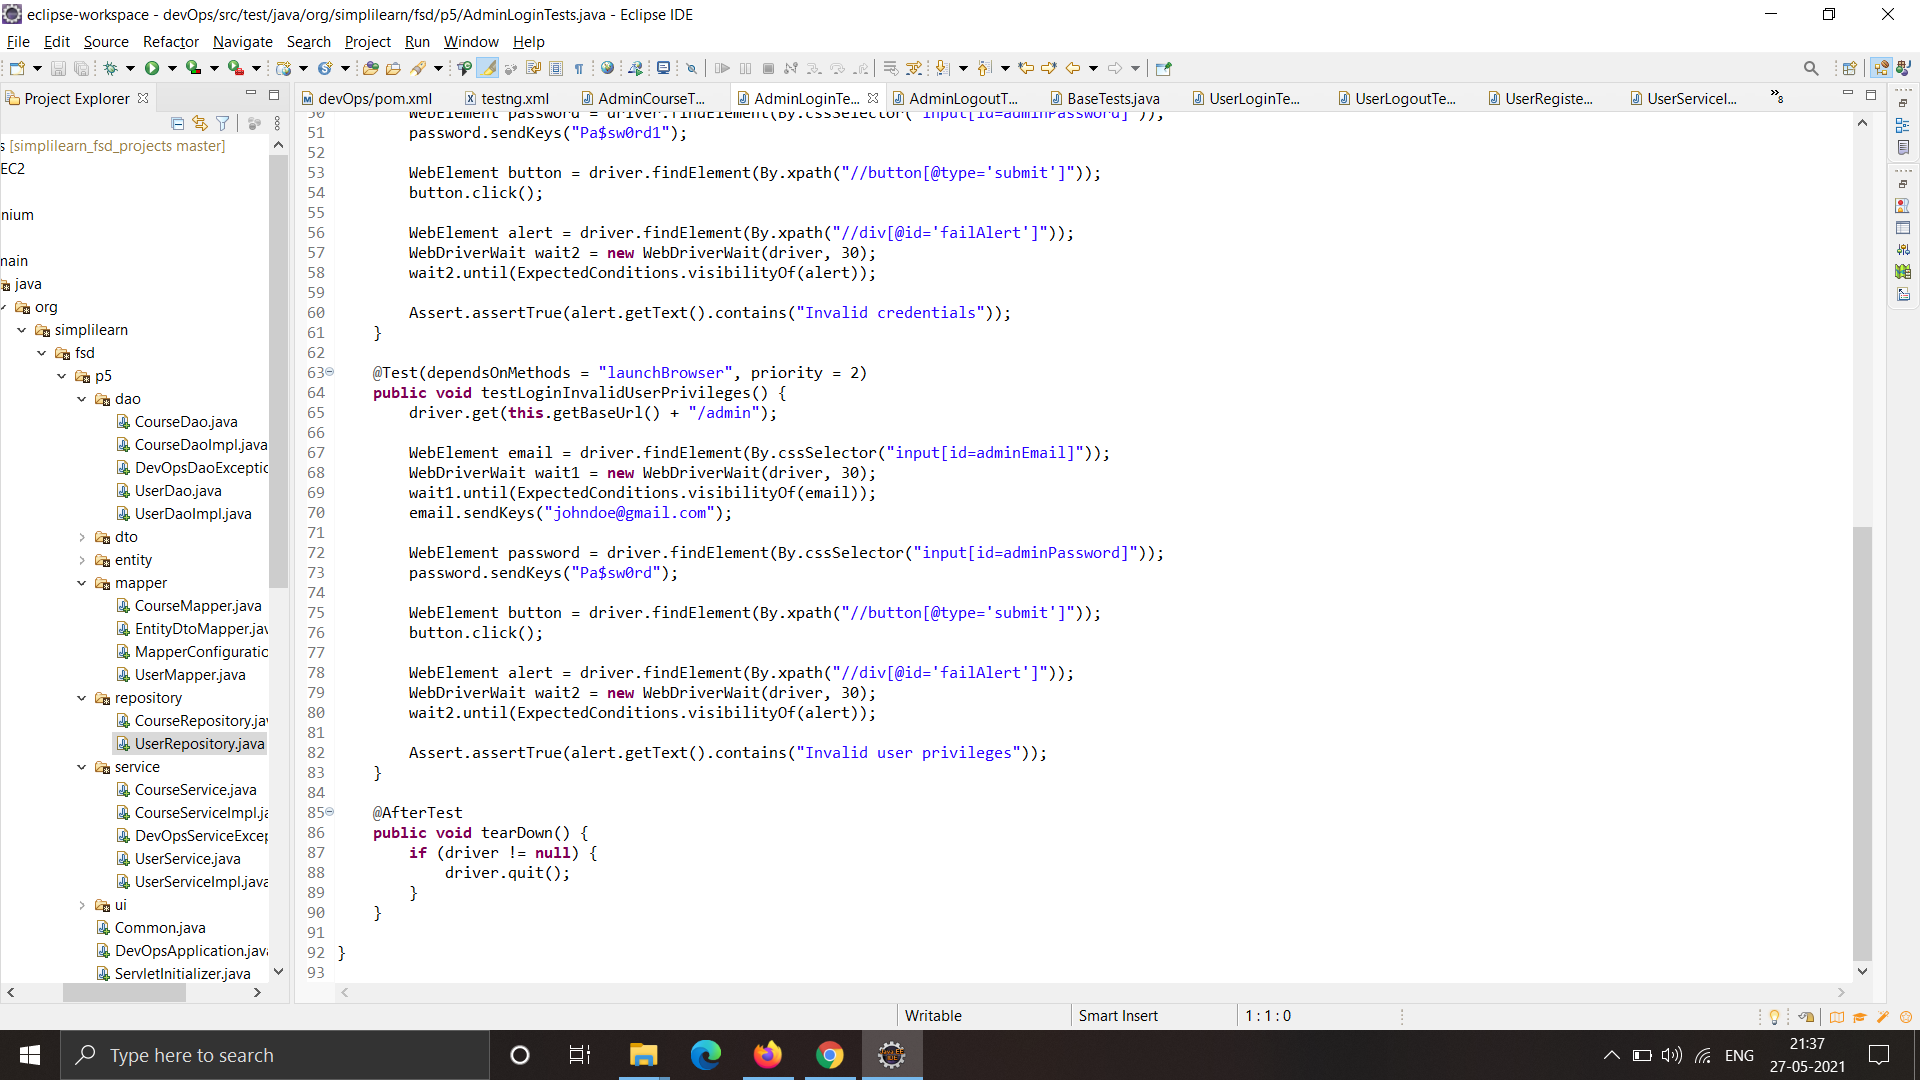 eclipse-workspace - devOps/src/test/java/org/simplilearn/fsd/p5/AdminLoginTests.java - Eclipse IDE
File Edit Source Refactor Navigate Search Project Run Window Help
Project Explorer
devOps/pom.xml testng.xml AdminCourseT... AdminLoginTe... AdminLogoutT... BaseTests.java UserLoginTe... UserLogoutTe... UserRegiste... UserServiceI... »8
s [simplilearn_fsd_projects master]
EC2
nium
main
java
org
simplilearn
fsd
p5
dao
CourseDao.java
CourseDaoImpl.java
DevOpsDaoExceptic
UserDao.java
UserDaoImpl.java
dto
entity
mapper
CourseMapper.java
EntityDtoMapper.jav
MapperConfiguratic
UserMapper.java
repository
CourseRepository.jav
UserRepository.java
service
CourseService.java
CourseServiceImpl.ja
DevOpsServiceExcep
UserService.java
UserServiceImpl.java
ui
Common.java
DevOpsApplication.java
ServletInitializer.java
50 WebElement password = driver.findElement(By.cssSelector("input[id=adminPassword]"));
51 password.sendKeys("Pa$sw0rd1");
52
53 WebElement button = driver.findElement(By.xpath("//button[@type='submit']"));
54 button.click();
55
56 WebElement alert = driver.findElement(By.xpath("//div[@id='failAlert']"));
57 WebDriverWait wait2 = new WebDriverWait(driver, 30);
58 wait2.until(ExpectedConditions.visibilityOf(alert));
59
60 Assert.assertTrue(alert.getText().contains("Invalid credentials"));
61 }
62
63 @Test(dependsOnMethods = "launchBrowser", priority = 2)
64 public void testLoginInvalidUserPrivileges() {
65 driver.get(this.getBaseUrl() + "/admin");
66
67 WebElement email = driver.findElement(By.cssSelector("input[id=adminEmail]"));
68 WebDriverWait wait1 = new WebDriverWait(driver, 30);
69 wait1.until(ExpectedConditions.visibilityOf(email));
70 email.sendKeys("johndoe@gmail.com");
71
72 WebElement password = driver.findElement(By.cssSelector("input[id=adminPassword]"));
73 password.sendKeys("Pa$sw0rd");
74
75 WebElement button = driver.findElement(By.xpath("//button[@type='submit']"));
76 button.click();
77
78 WebElement alert = driver.findElement(By.xpath("//div[@id='failAlert']"));
79 WebDriverWait wait2 = new WebDriverWait(driver, 30);
80 wait2.until(ExpectedConditions.visibilityOf(alert));
81
82 Assert.assertTrue(alert.getText().contains("Invalid user privileges"));
83 }
84
85 @AfterTest
86 public void tearDown() {
87 if (driver != null) {
88 driver.quit();
89 }
90 }
91
92 }
93
Writable Smart Insert 1 : 1 : 0
Type here to search
ENG
21:37
27-05-2021